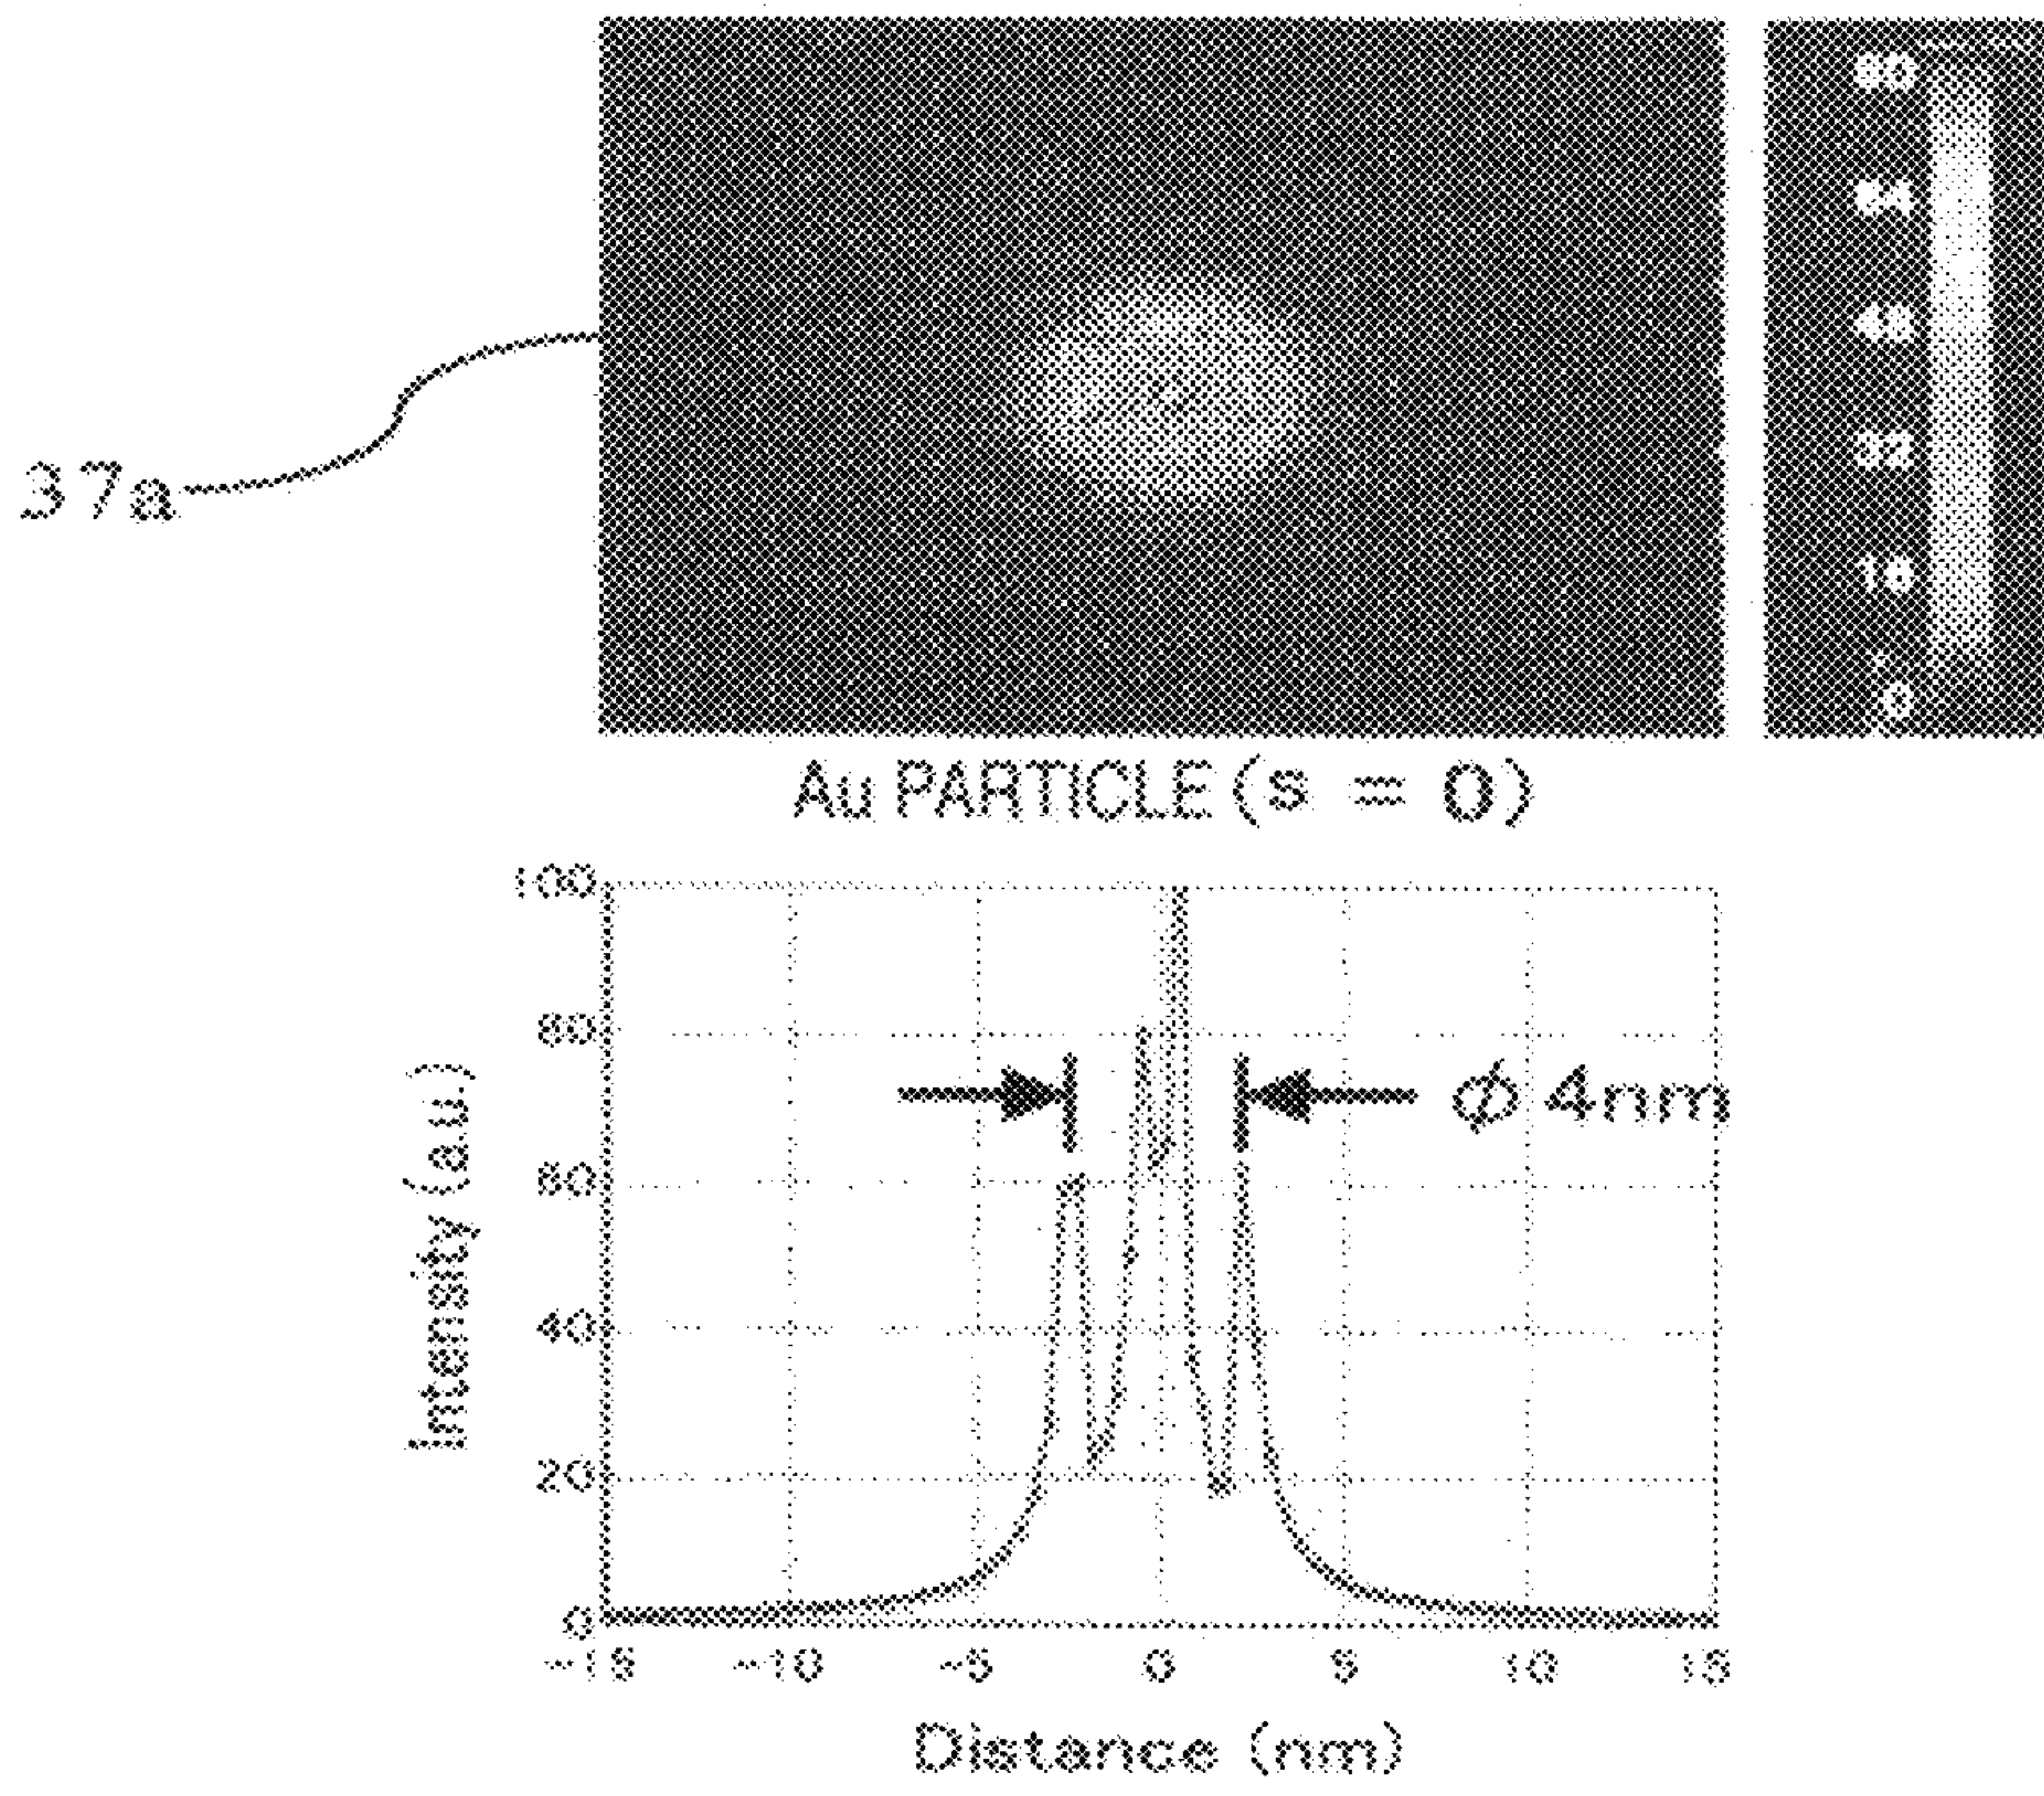 37a
Au PARTICLE (s = 0)
100
80
φ 4nm
60
Intensity (a.u.)
40
20
0
-15 -10 -5 0 5 10 15
Distance (nm)